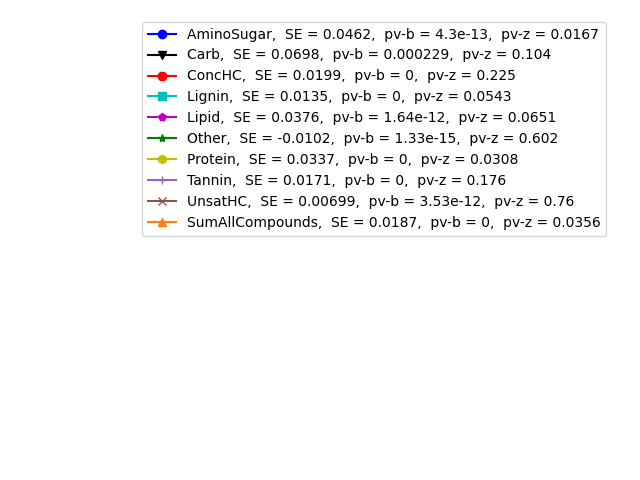 AminoSugar,  SE = 0.0462,  pv-b = 4.3e-13,  pv-z = 0.0167
Carb,  SE = 0.0698,  pv-b = 0.000229,  pv-z = 0.104
ConcHC,  SE = 0.0199,  pv-b = 0,  pv-z = 0.225
Lignin,  SE = 0.0135,  pv-b = 0,  pv-z = 0.0543
Lipid,  SE = 0.0376,  pv-b = 1.64e-12,  pv-z = 0.0651
Other,  SE = -0.0102,  pv-b = 1.33e-15,  pv-z = 0.602
Protein,  SE = 0.0337,  pv-b = 0,  pv-z = 0.0308
Tannin,  SE = 0.0171,  pv-b = 0,  pv-z = 0.176
UnsatHC,  SE = 0.00699,  pv-b = 3.53e-12,  pv-z = 0.76
SumAllCompounds,  SE = 0.0187,  pv-b = 0,  pv-z = 0.0356